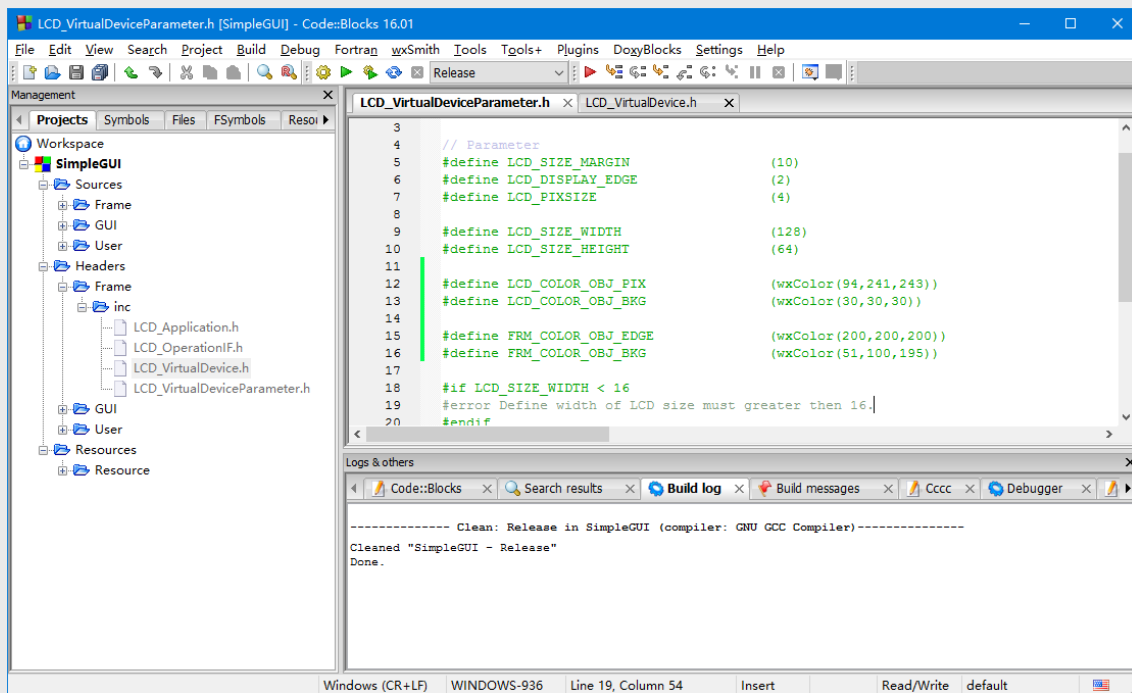 LCD_VirtualDeviceParameter.h [SimpleGUI] - Code::Blocks 16.01
File Edit View Search Project Build Debug Fortran wxSmith Tools Tools+ Plugins DoxyBlocks Settings Help
Release
Management
Projects Symbols Files FSymbols
Workspace
SimpleGUI
Sources
Frame
GUI
User
Headers
Frame
inc
LCD_Application.h
LCD_OperationIF.h
LCD_VirtualDevice.h
LCD_VirtualDeviceParameter.h
GUI
User
Resources
Resource
LCD_VirtualDeviceParameter.h LCD_VirtualDevice.h
3
4 // Parameter
5 #define LCD_SIZE_MARGIN (10)
6 #define LCD_DISPLAY_EDGE (2)
7 #define LCD_PIXSIZE (4)
8
9 #define LCD_SIZE_WIDTH (128)
10 #define LCD_SIZE_HEIGHT (64)
11
12 #define LCD_COLOR_OBJ_PIX (wxColor(94,241,243))
13 #define LCD_COLOR_OBJ_BKG (wxColor(30,30,30))
14
15 #define FRM_COLOR_OBJ_EDGE (wxColor(200,200,200))
16 #define FRM_COLOR_OBJ_BKG (wxColor(51,100,195))
17
18 #if LCD_SIZE_WIDTH < 16
19 #error Define width of LCD size must greater then 16.
20 #endif
Logs & others
Code::Blocks Search results Build log Build messages Cccc Debugger
-------------- Clean: Release in SimpleGUI (compiler: GNU GCC Compiler)---------------
Cleaned "SimpleGUI - Release"
Done.
Windows (CR+LF) WINDOWS-936 Line 19, Column 54 Insert Read/Write default